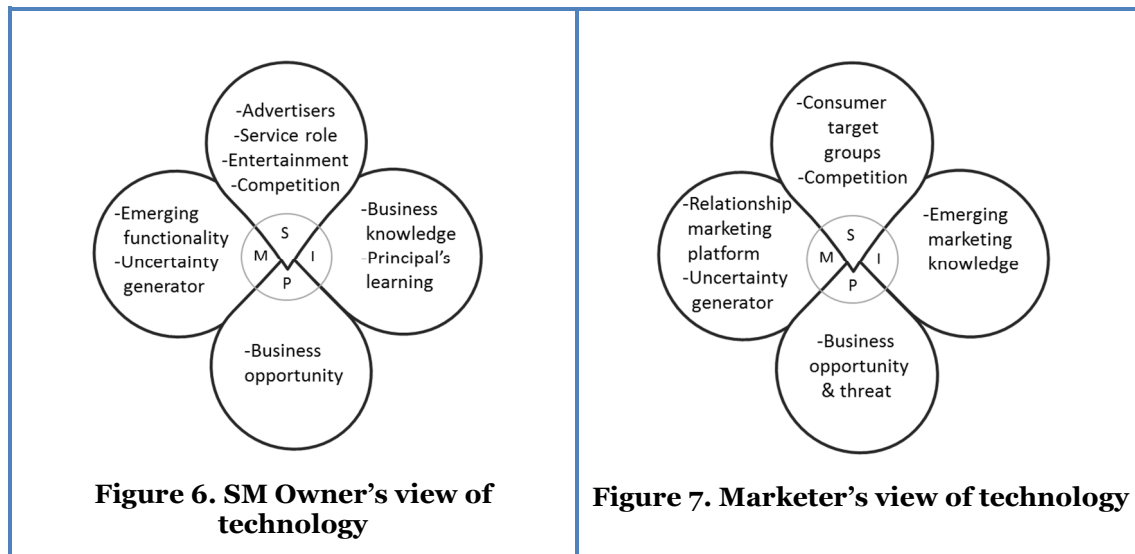 -Advertisers
-Service role
-Entertainment
-Competition
-Emerging
functionality
-Uncertainty
generator
-Business
knowledge
-Principal's
learning
S
M
I
P
-Business
opportunity
Figure 6. SM Owner's view of
technology
-Consumer
target
groups
-Competition
-Relationship
marketing
platform
-Uncertainty
generator
-Emerging
marketing
knowledge
S
M
I
P
-Business
opportunity
& threat
Figure 7. Marketer's view of technology